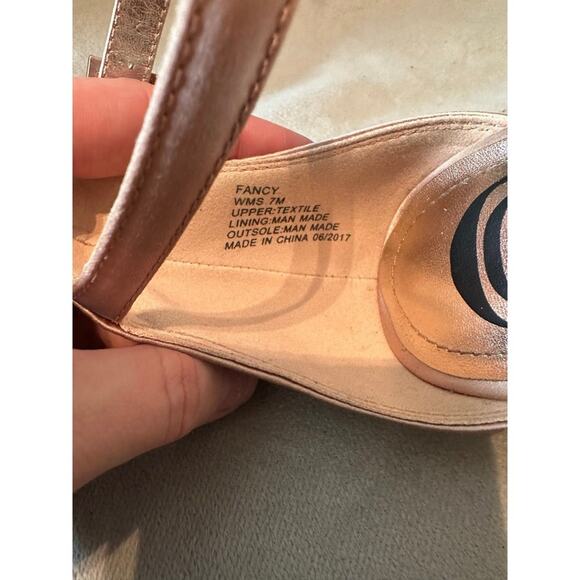 FANCY
WMS 7M
UPPER:TEXTILE
LINING:MAN MADE
OUTSOLE:MAN MADE
MADE IN CHINA 06/2017